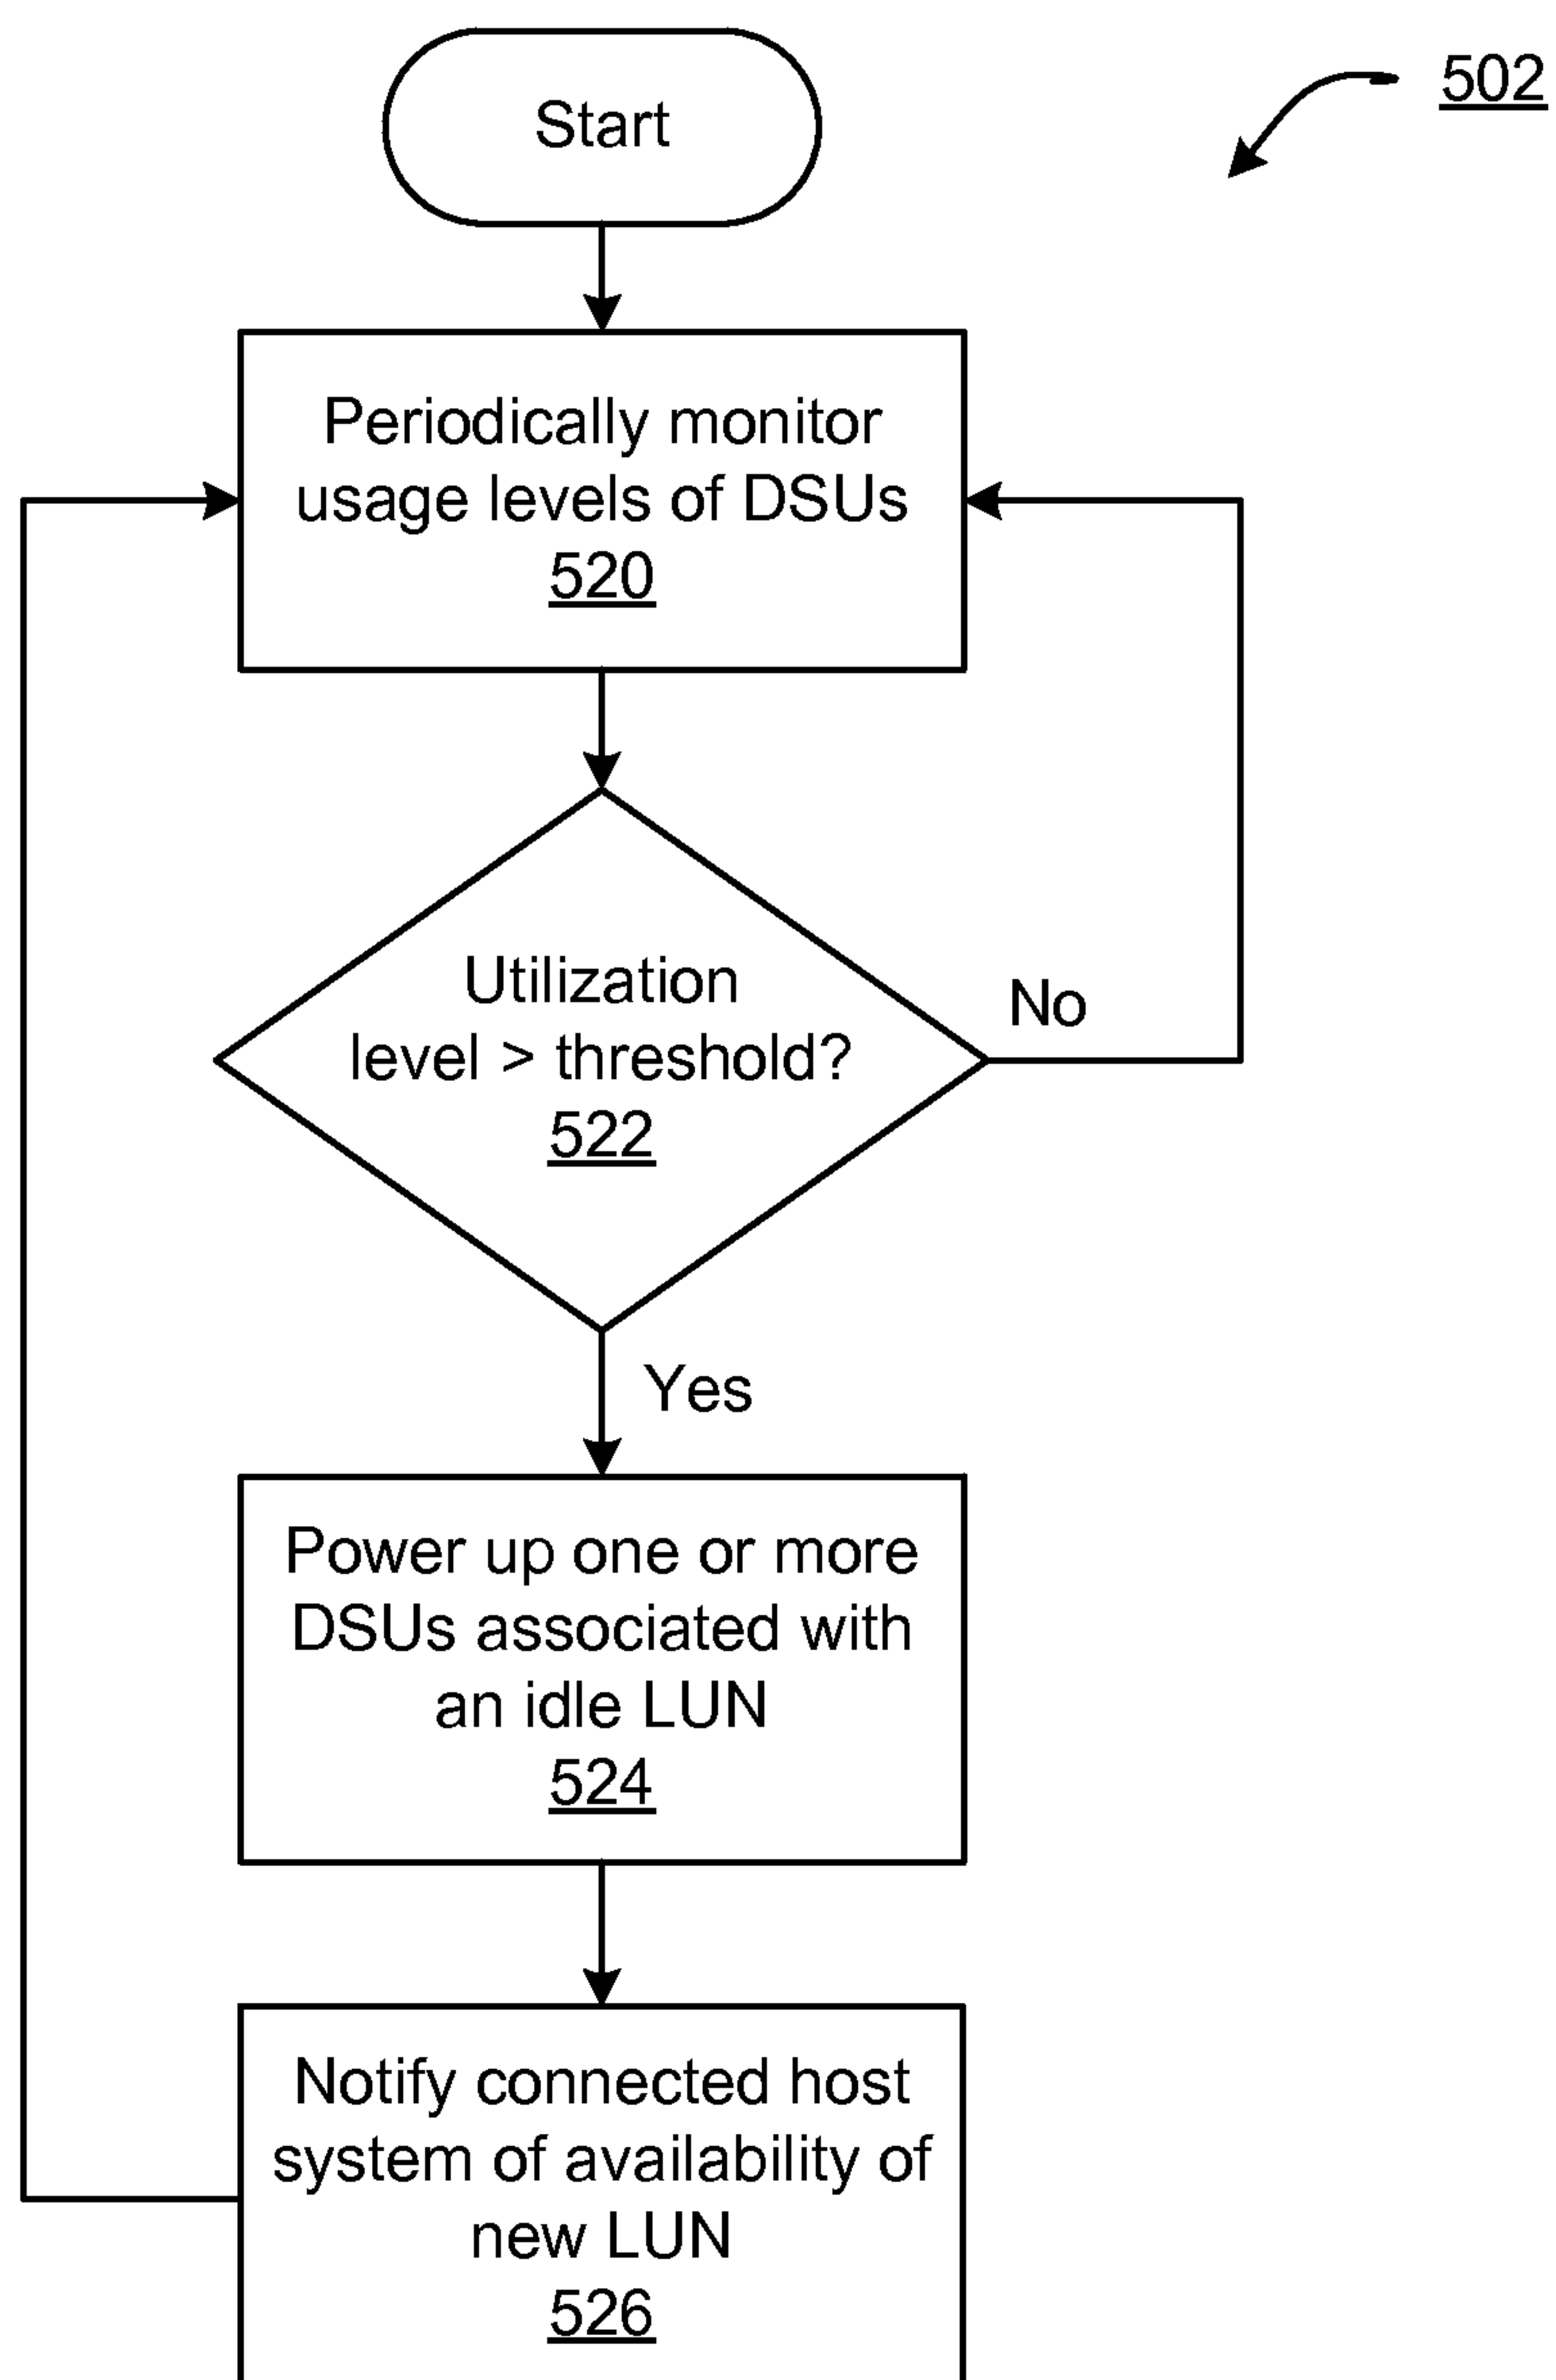 Start
502
Periodically monitor
usage levels of DSUs
520
Utilization
level > threshold?
522
No
Yes
Power up one or more
DSUs associated with
an idle LUN
524
Notify connected host
system of availability of
new LUN
526